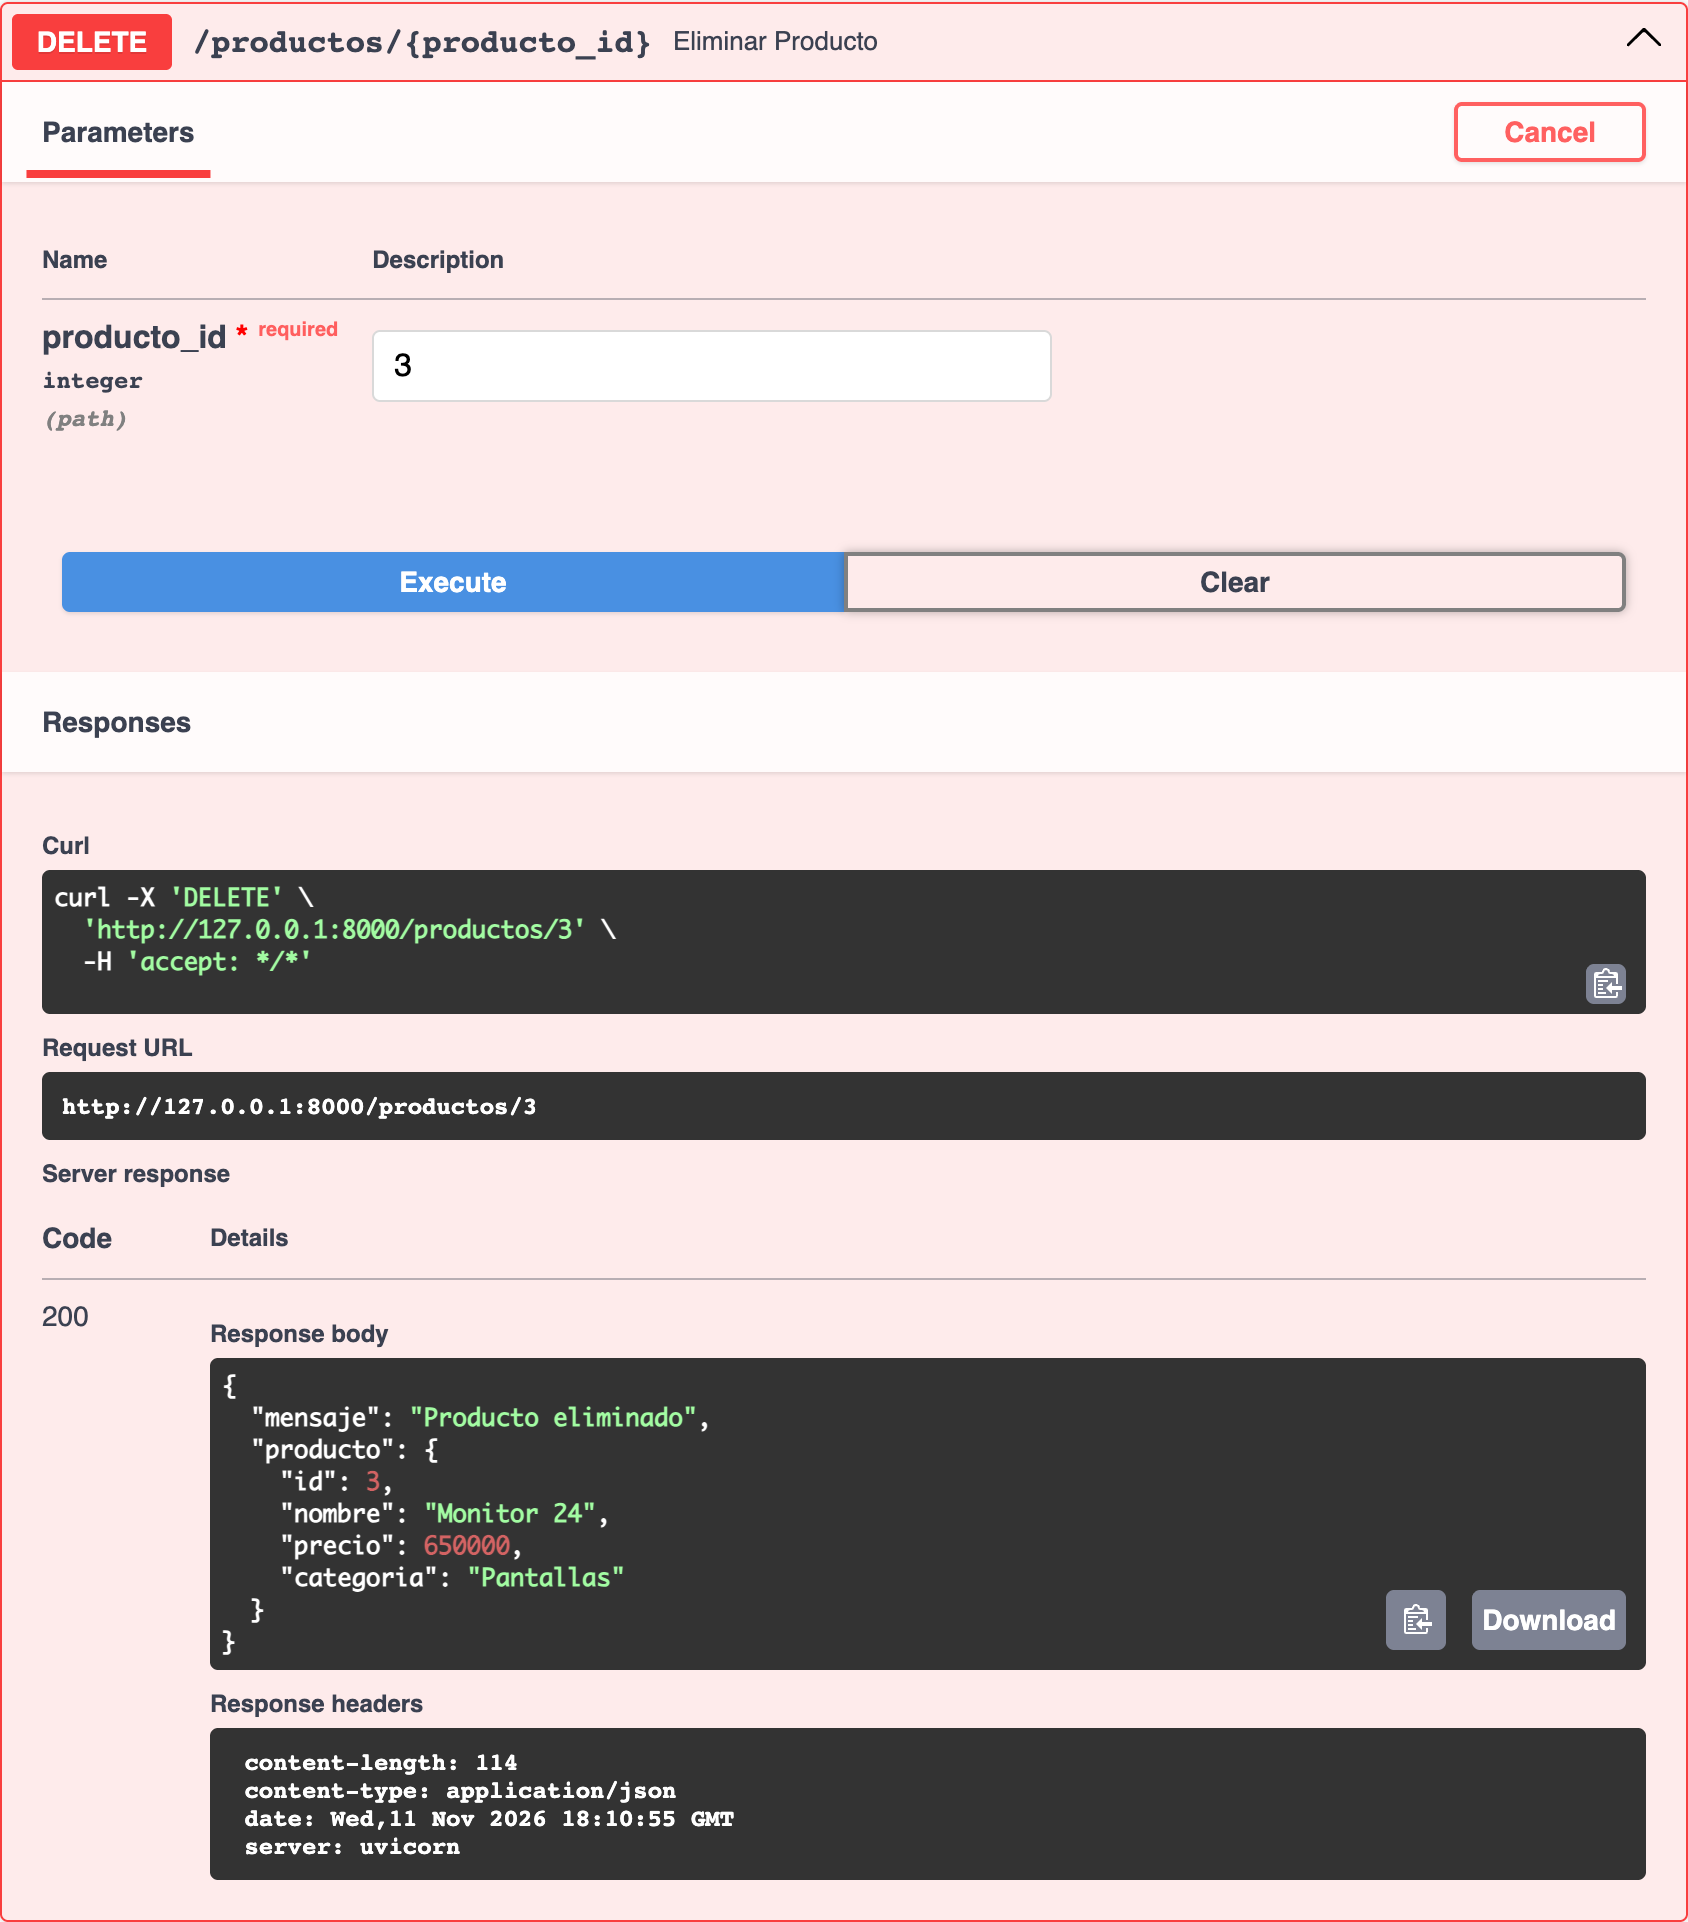 DELETE /productos/{producto_id} Eliminar Producto
Parameters
Cancel
Name Description
producto_id * required
integer
(path)
3
Execute Clear
Responses
Curl
curl -X 'DELETE' \
  'http://127.0.0.1:8000/productos/3' \
  -H 'accept: */*'
Request URL
http://127.0.0.1:8000/productos/3
Server response
Code Details
200
Response body
{
  "mensaje": "Producto eliminado",
  "producto": {
    "id": 3,
    "nombre": "Monitor 24",
    "precio": 650000,
    "categoria": "Pantallas"
  }
}
Download
Response headers
content-length: 114
content-type: application/json
date: Wed,11 Nov 2026 18:10:55 GMT
server: uvicorn